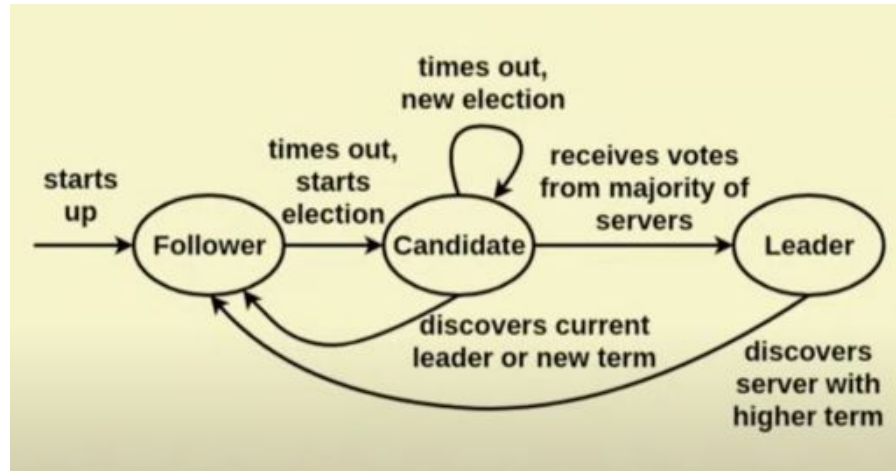 times out,
new election
times out,
starts
election
receives votes
from majority of
servers
starts
up
Follower
Candidate
Leader
discovers current
leader or new term
discovers
server with
higher term